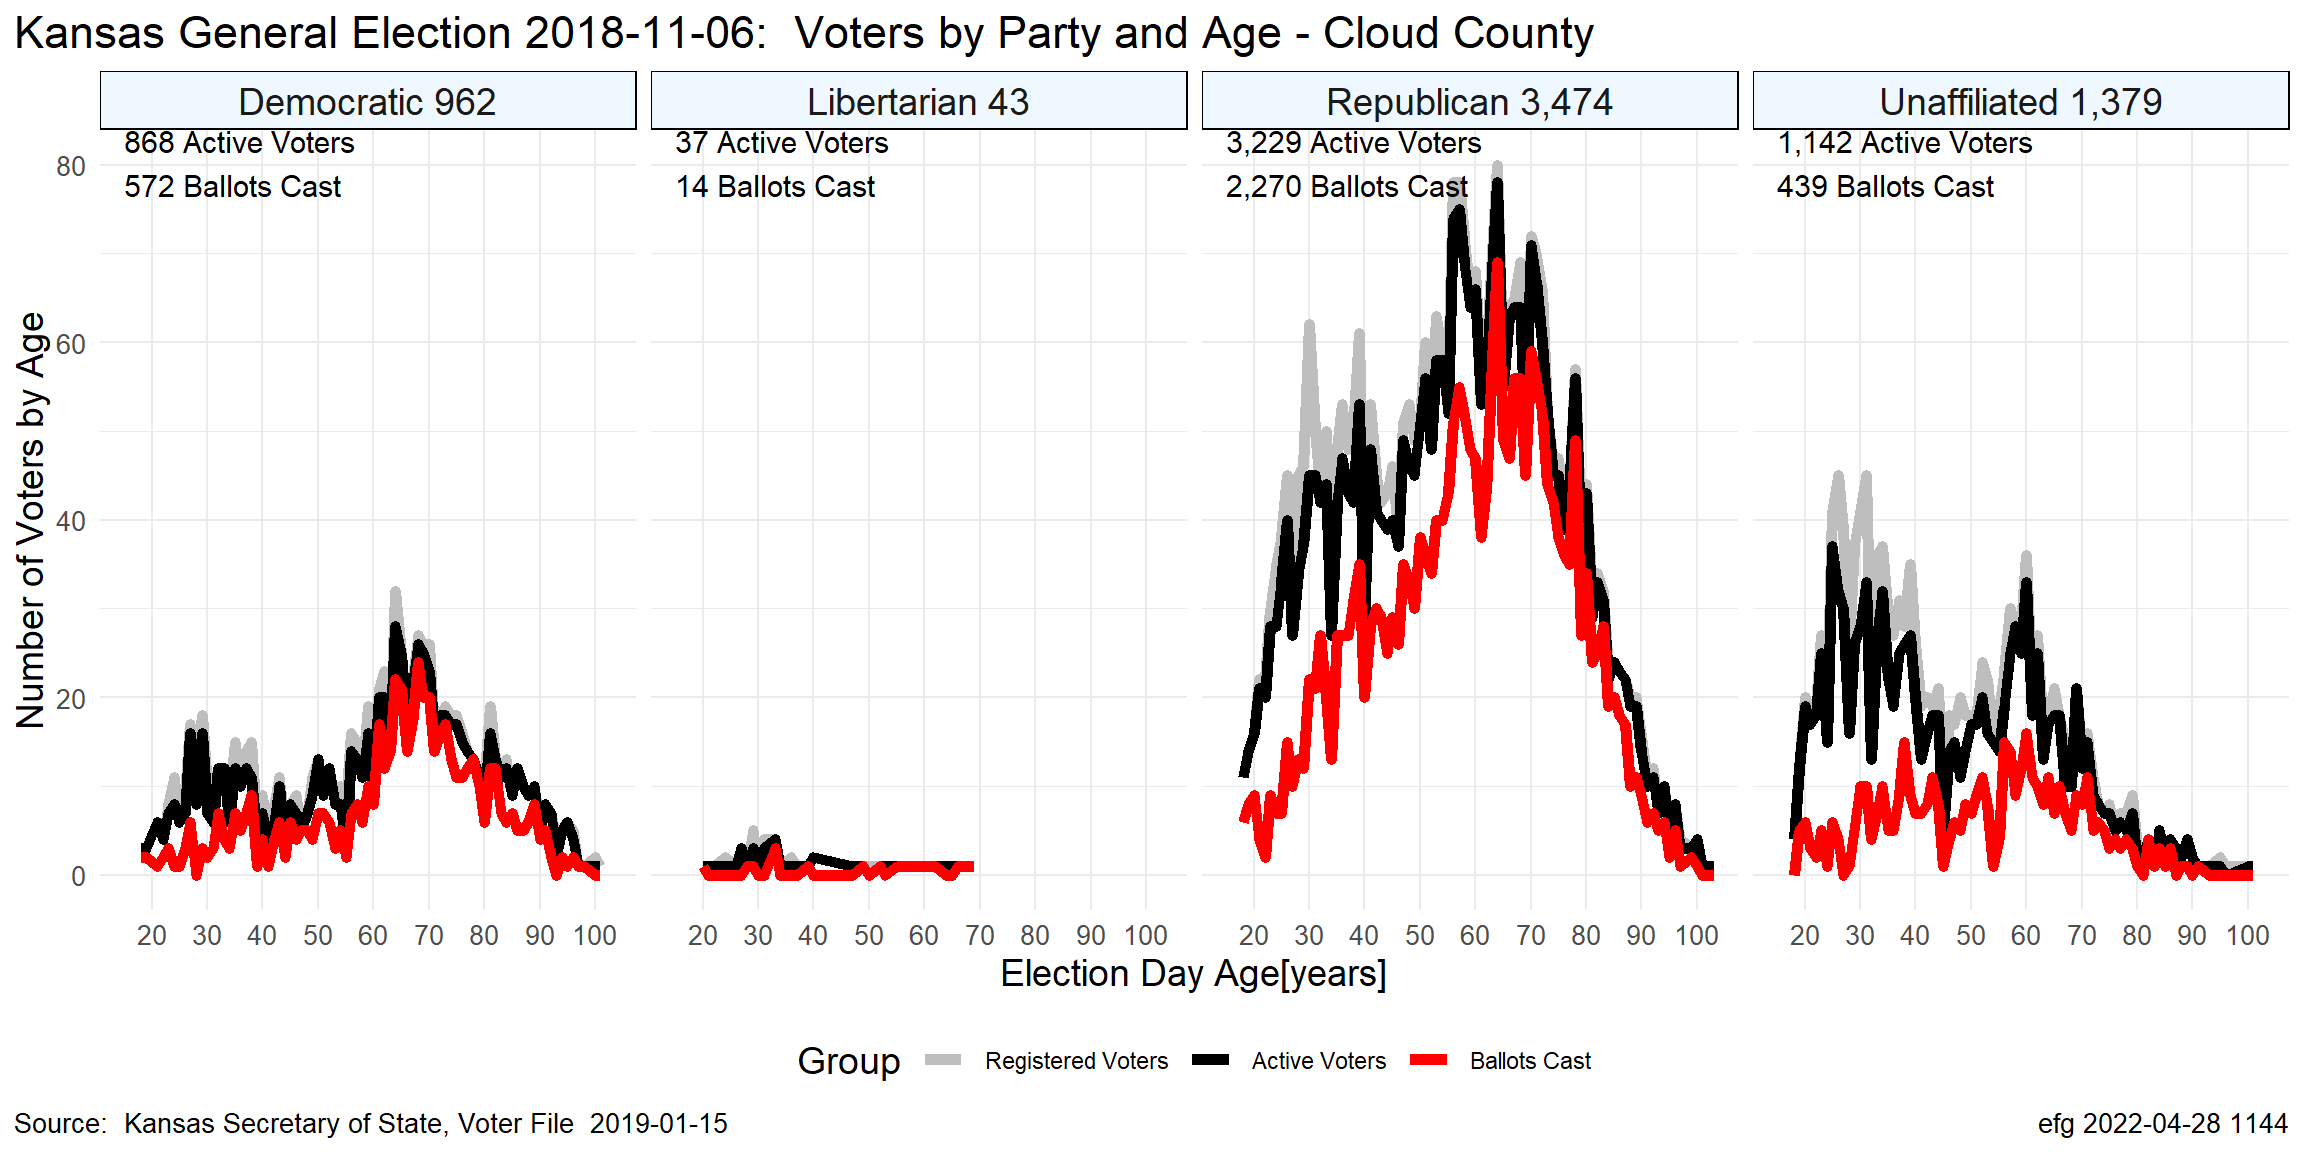 Kansas General Election 2018-11-06:  Voters by Party and Age - Cloud County
Democratic 962
Libertarian 43
Republican 3,474
Unaffiliated 1,379
868 Active Voters
572 Ballots Cast
37 Active Voters
14 Ballots Cast
3,229 Active Voters
2,270 Ballots Cast
1,142 Active Voters
439 Ballots Cast
Number of Voters by Age
80
60
40
20
0
20 30 40 50 60 70 80 90 100
20 30 40 50 60 70 80 90 100
20 30 40 50 60 70 80 90 100
20 30 40 50 60 70 80 90 100
Election Day Age[years]
Group Registered Voters Active Voters Ballots Cast
Source:  Kansas Secretary of State, Voter File  2019-01-15
efg 2022-04-28 1144